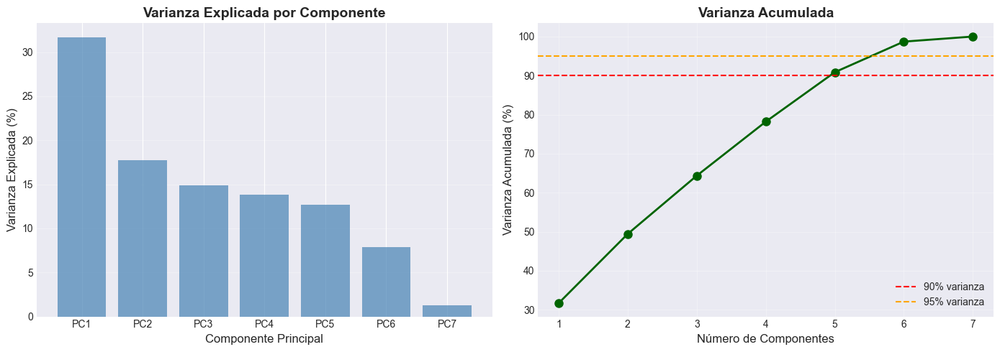 Varianza Explicada por Componente
Varianza Explicada (%)
30
25
20
15
10
5
0
PC1 PC2 PC3 PC4 PC5 PC6 PC7
Componente Principal
Varianza Acumulada
Varianza Acumulada (%)
100
90
80
70
60
50
40
30
90% varianza
95% varianza
1 2 3 4 5 6 7
Número de Componentes